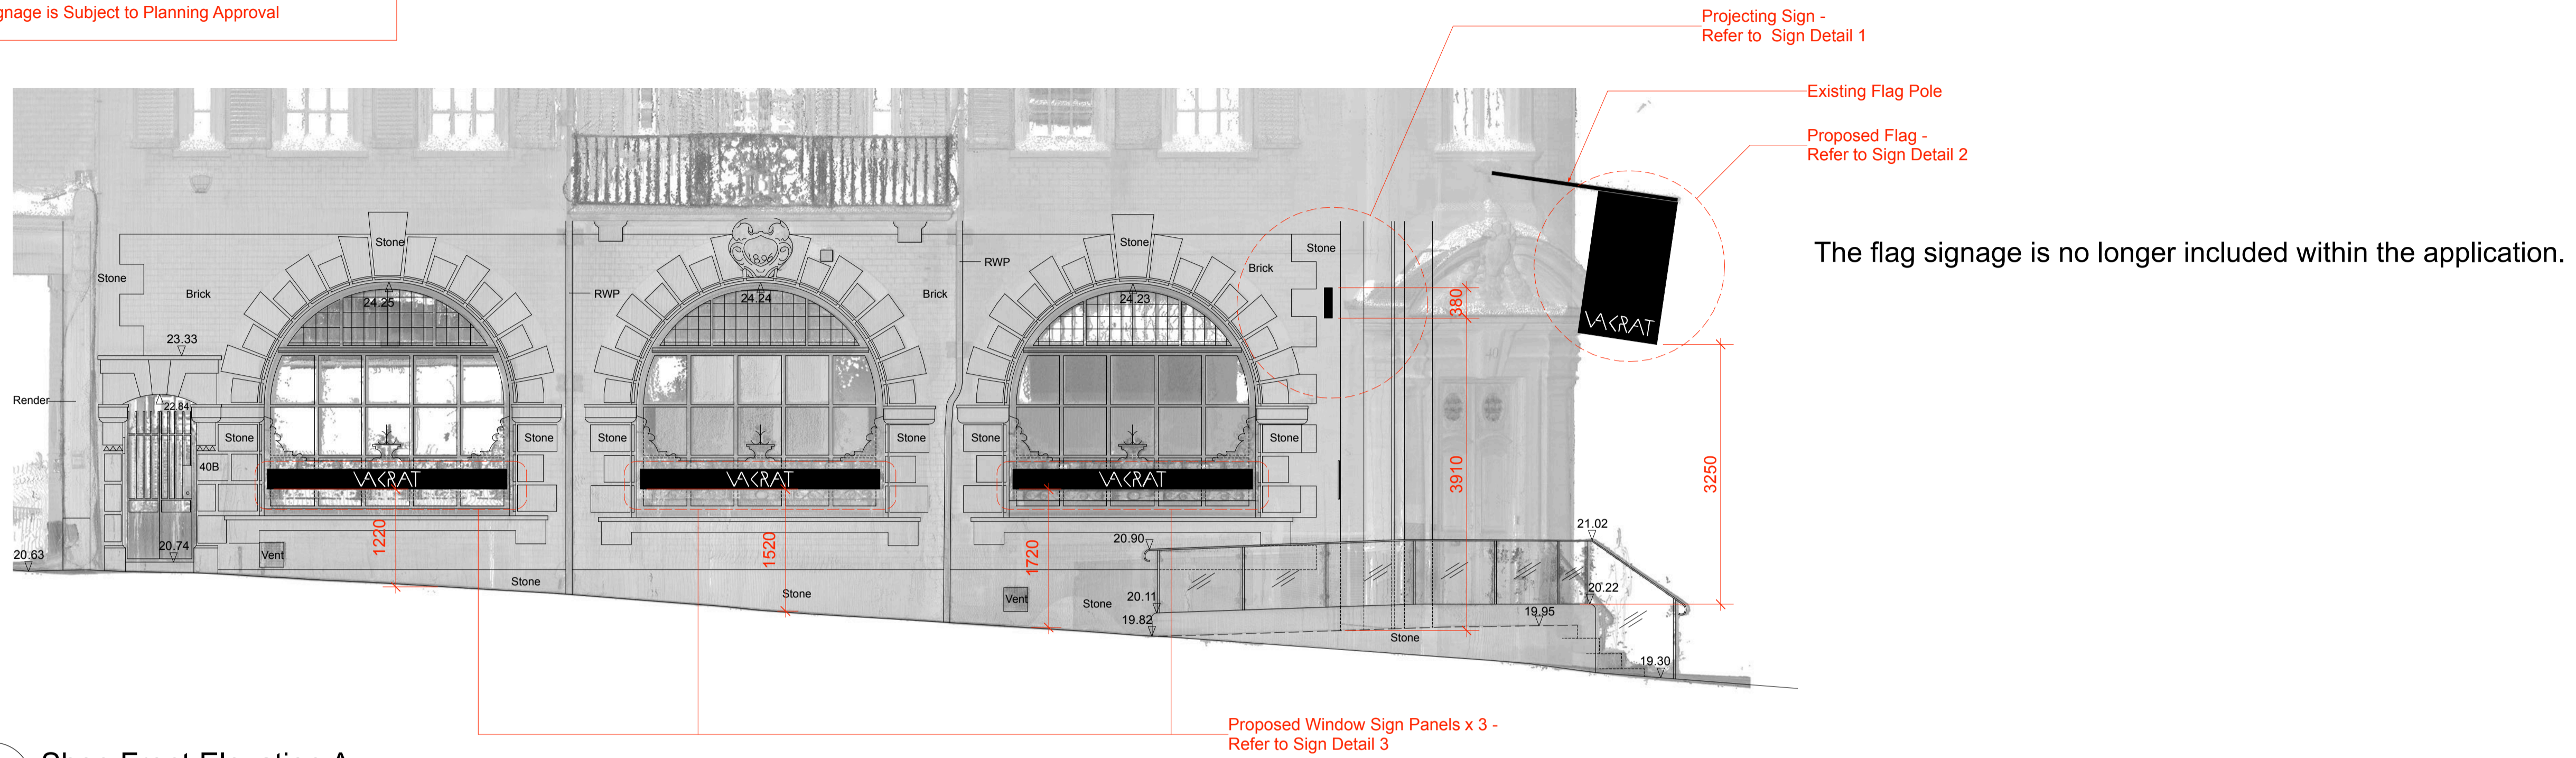 gnage is Subject to Planning Approval
Projecting Sign -
Refer to Sign Detail 1
Existing Flag Pole
Proposed Flag -
Refer to Sign Detail 2
The flag signage is no longer included within the application.
Stone
Stone
Stone
Stone
Brick
Brick
Brick
RWP
RWP
1896
24.25
24.24
24.23
23.33
22.84
Render
40B
Stone
Stone
Stone
Stone
Stone
Stone
380
3910
3250
1220
1520
1720
20.63
20.74
Vent
Stone
Stone
Vent
Stone
20.90
20.11
19.82
21.02
20.22
19.95
Stone
19.30
Proposed Window Sign Panels x 3 -
Refer to Sign Detail 3